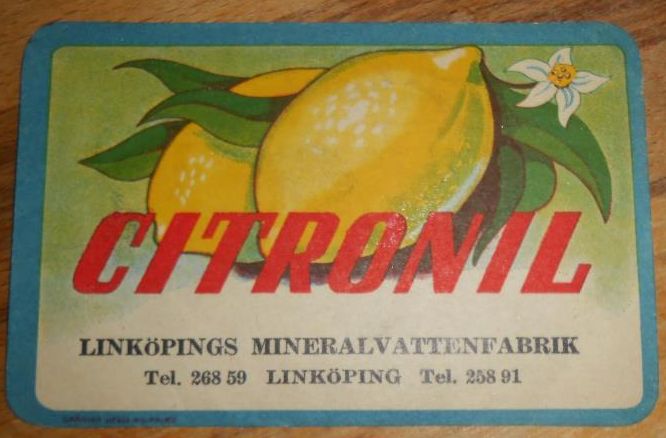 CITRONIL
LINKÖPINGS MINERALVATTENFABRIK
Tel. 268 59 LINKÖPING Tel. 258 91